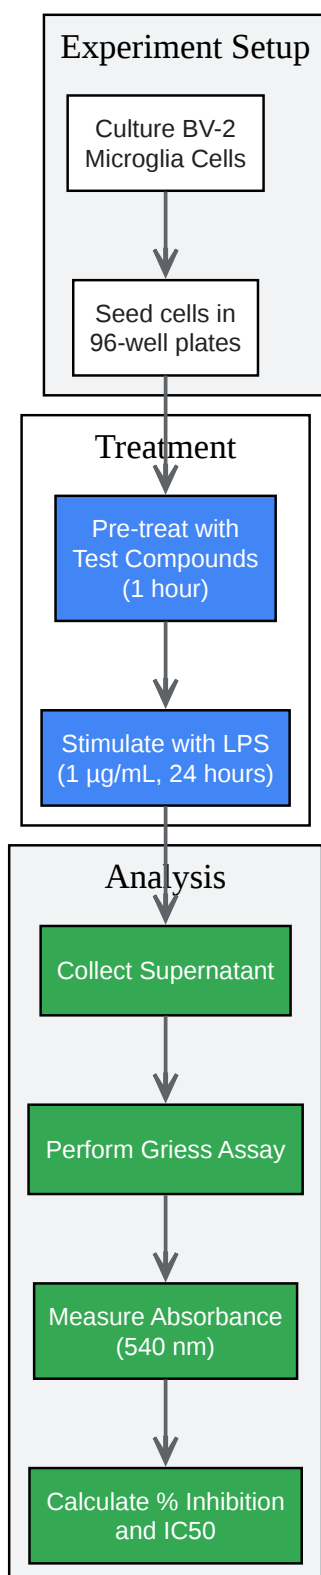 Experiment Setup
Culture BV-2
Microglia Cells
Seed cells in
96-well plates
Treatment
Pre-treat with
Test Compounds
(1 hour)
Stimulate with LPS
(1 µg/mL, 24 hours)
Analysis
Collect Supernatant
Perform Griess Assay
Measure Absorbance
(540 nm)
Calculate % Inhibition
and IC50